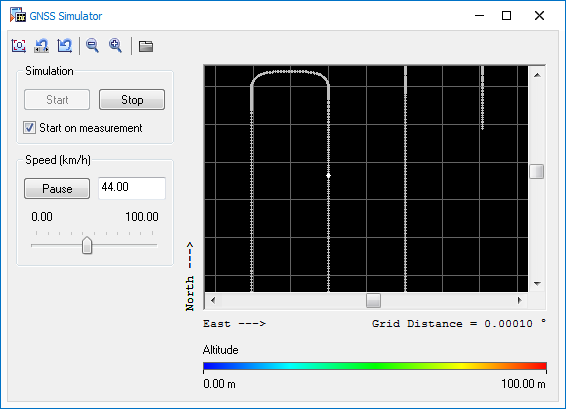 GNSS Simulator
Simulation
Start Stop
Start on measurement
Speed (km/h)
Pause 44.00
0.00 100.00
North --->
East ---> Grid Distance = 0.00010 °
Altitude
0.00 m 100.00 m